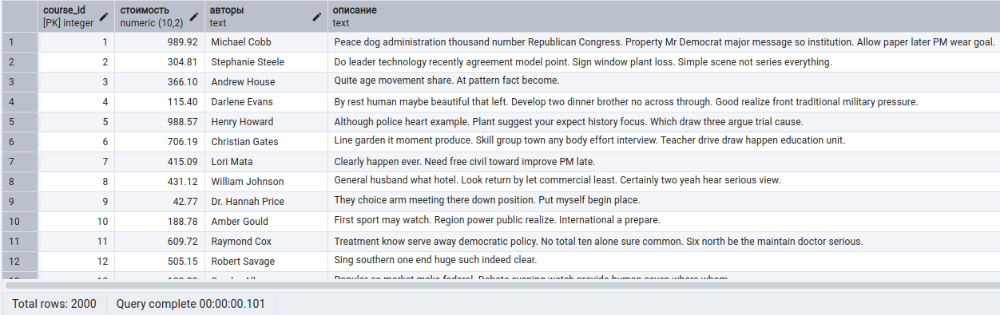 course_id стоимость авторы описание
[PK] integer numeric (10,2) text text
1 1 989.92 Michael Cobb Peace dog administration thousand number Republican Congress. Property Mr Democrat major message so institution. Allow paper later PM wear goal.
2 2 304.81 Stephanie Steele Do leader technology recently agreement model point. Sign window plant loss. Simple scene not series everything.
3 3 366.10 Andrew House Quite age movement share. At pattern fact become.
4 4 115.40 Darlene Evans By rest human maybe beautiful that left. Develop two dinner brother no across through. Good realize front traditional military pressure.
5 5 988.57 Henry Howard Although police heart example. Plant suggest your expect history focus. Which draw three argue trial cause.
6 6 706.19 Christian Gates Line garden it moment produce. Skill group town any body effort interview. Teacher drive draw happen education unit.
7 7 415.09 Lori Mata Clearly happen ever. Need free civil toward improve PM late.
8 8 431.12 William Johnson General husband what hotel. Look return by let commercial least. Certainly two yeah hear serious view.
9 9 42.77 Dr. Hannah Price They choice arm meeting there down position. Put myself begin place.
10 10 188.78 Amber Gould First sport may watch. Region power public realize. International a prepare.
11 11 609.72 Raymond Cox Treatment know serve away democratic policy. No total ten alone sure common. Six north be the maintain doctor serious.
12 12 505.15 Robert Savage Sing southern one end huge such indeed clear.
Total rows: 2000 Query complete 00:00:00.101